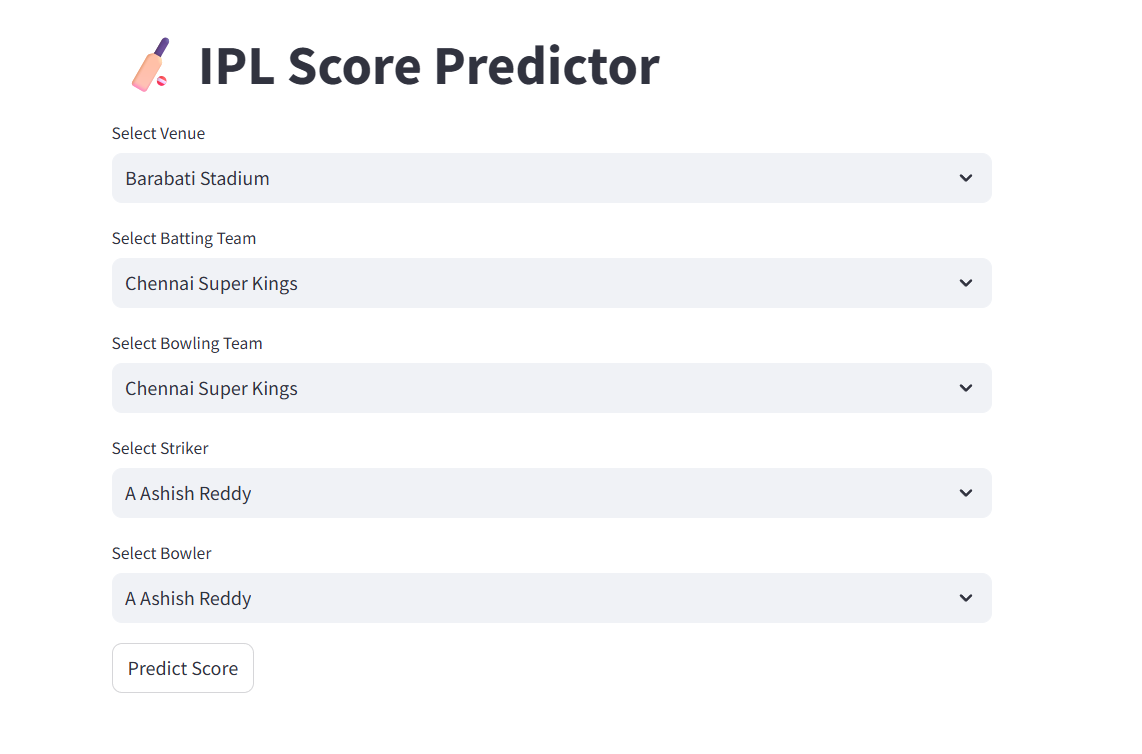 IPL Score Predictor
Select Venue
Barabati Stadium
Select Batting Team
Chennai Super Kings
Select Bowling Team
Chennai Super Kings
Select Striker
A Ashish Reddy
Select Bowler
A Ashish Reddy
Predict Score